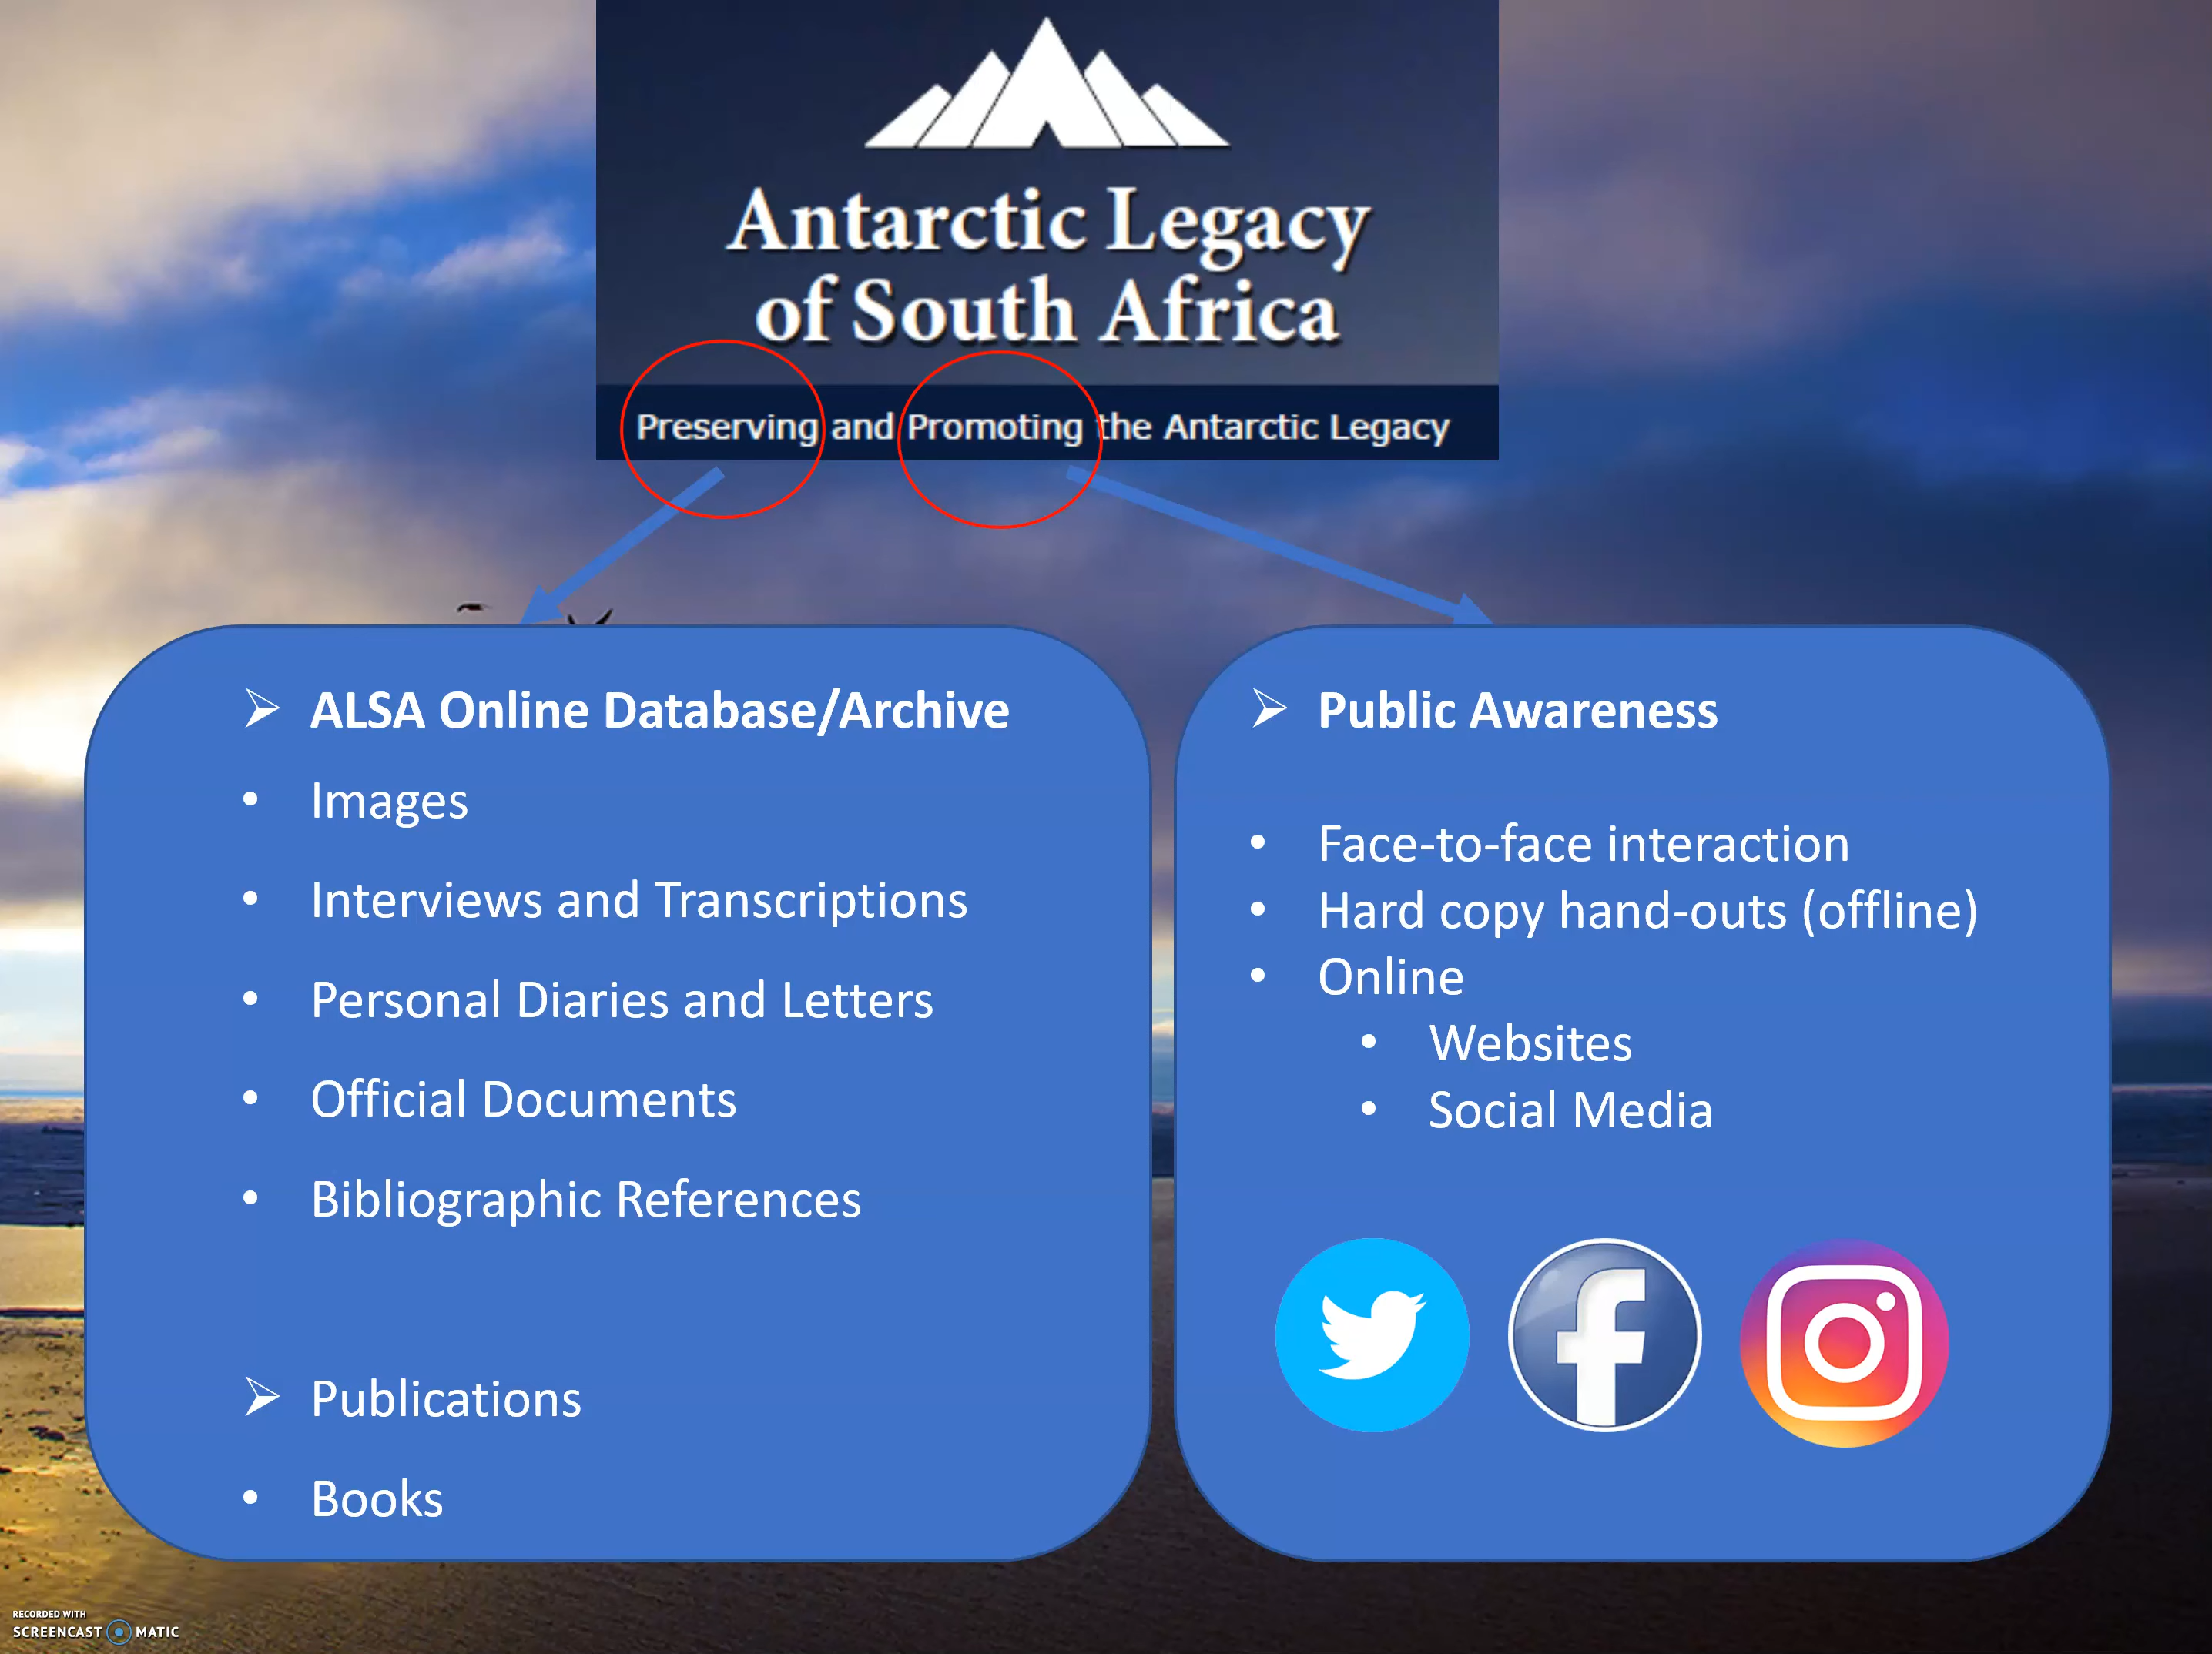 Antarctic Legacy
of South Africa
Preserving and Promoting the Antarctic Legacy
ALSA Online Database/Archive
Images
Interviews and Transcriptions
Personal Diaries and Letters
Official Documents
Bibliographic References
Publications
Books
Public Awareness
Face-to-face interaction
Hard copy hand-outs (offline)
Online
Websites
Social Media
RECORDED WITH
SCREENCAST MATIC